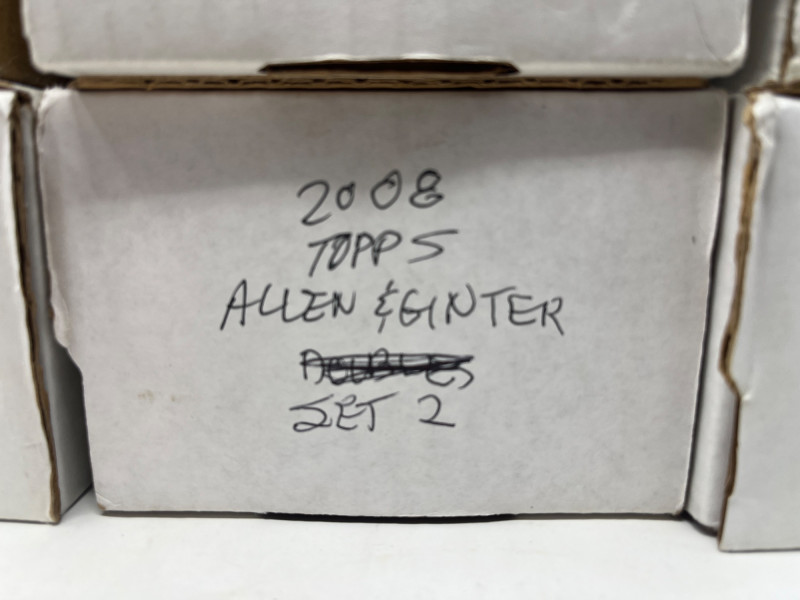 2008
TOPPS
ALLEN & GINTER
SET 2